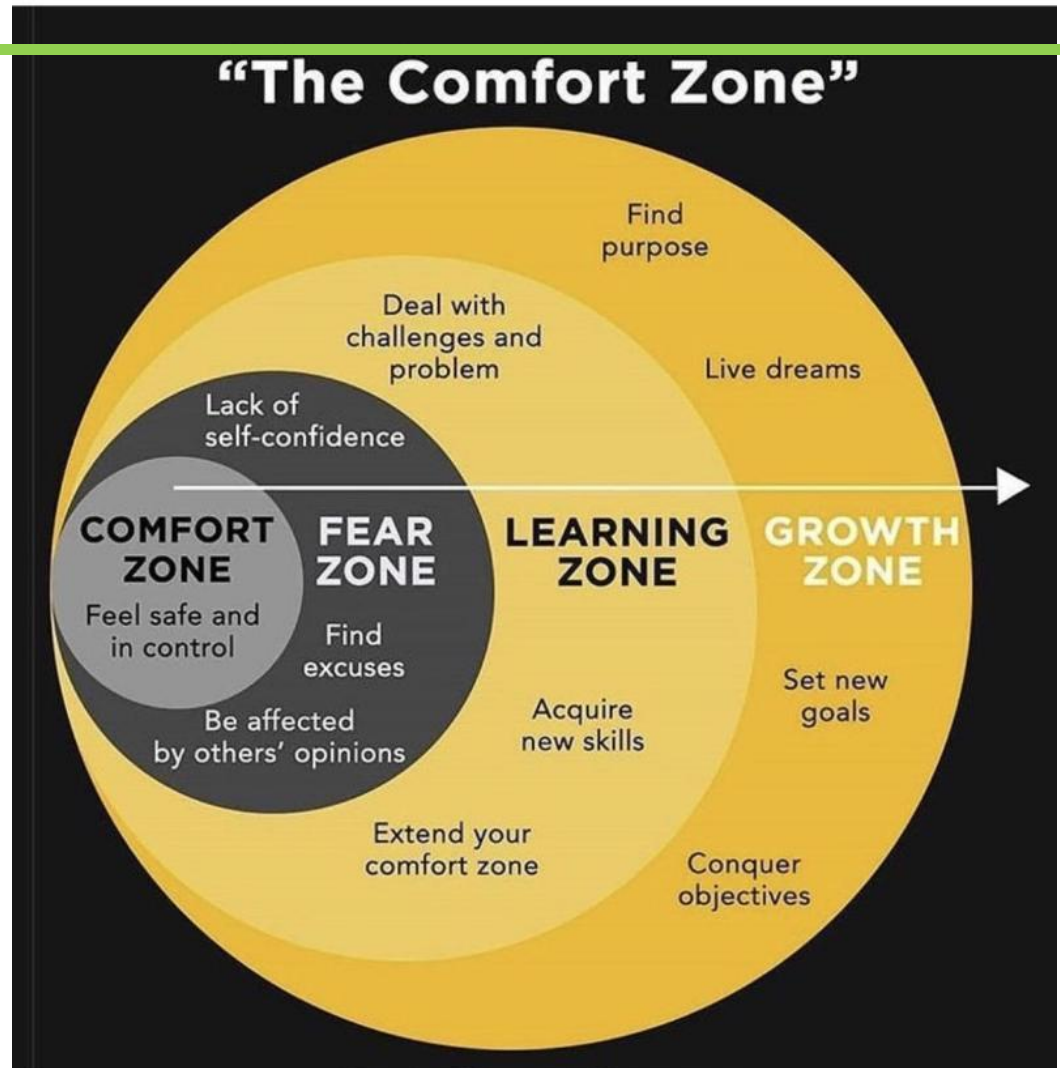 “The Comfort Zone”
Find
purpose
Deal with
challenges and
problem
Live dreams
Lack of
self-confidence
COMFORT
ZONE
Feel safe and
in control
FEAR
ZONE
Find
excuses
Be affected
by others’ opinions
LEARNING
ZONE
Acquire
new skills
Extend your
comfort zone
GROWTH
ZONE
Set new
goals
Conquer
objectives